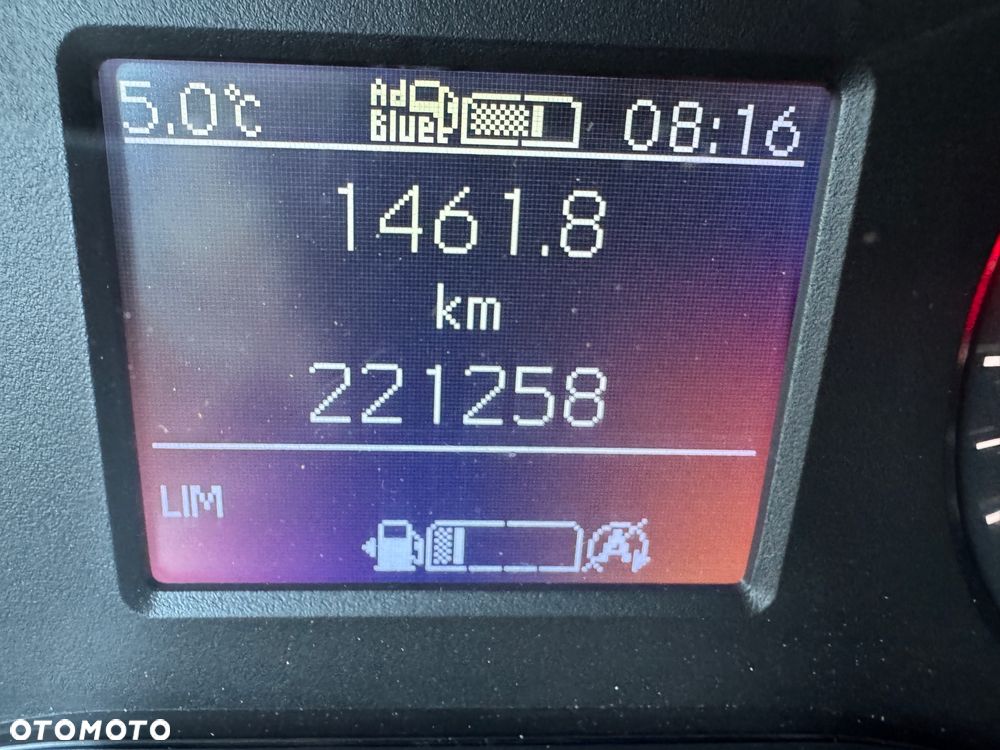 5.0°C Ad Blue 08:16
1461.8
km
221258
LIM
A
OTOMOTO